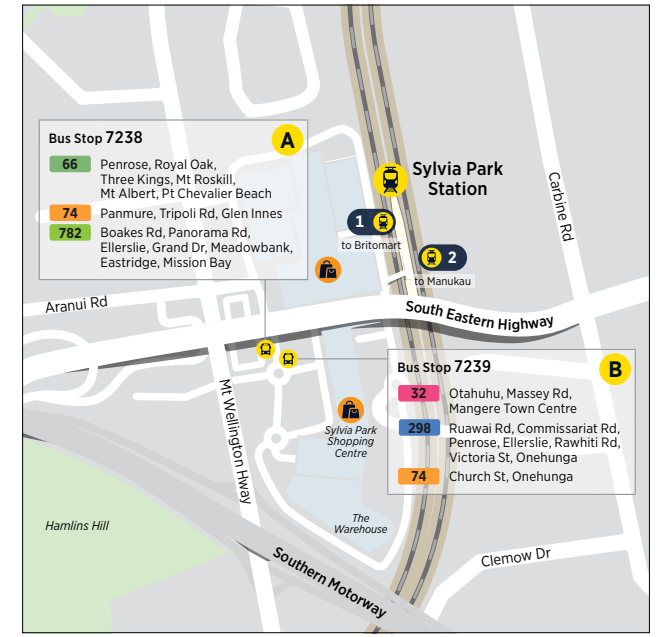 Bus Stop 7238
A
66 Penrose, Royal Oak,
Three Kings, Mt Roskill,
Mt Albert, Pt Chevalier Beach
74 Panmure, Tripoli Rd, Glen Innes
782 Boakes Rd, Panorama Rd,
Ellerslie, Grand Dr, Meadowbank,
Eastridge, Mission Bay
Sylvia Park
Station
1
to Britomart
2
to Manukau
Carbine Rd
Aranui Rd
South Eastern Highway
Mt Wellington Hway
Bus Stop 7239
B
32 Otahuhu, Massey Rd,
Mangere Town Centre
298 Ruawai Rd, Commissariat Rd,
Penrose, Ellerslie, Rawhiti Rd,
Victoria St, Onehunga
74 Church St, Onehunga
Sylvia Park
Shopping
Centre
The
Warehouse
Hamlins Hill
Southern Motorway
Clemow Dr